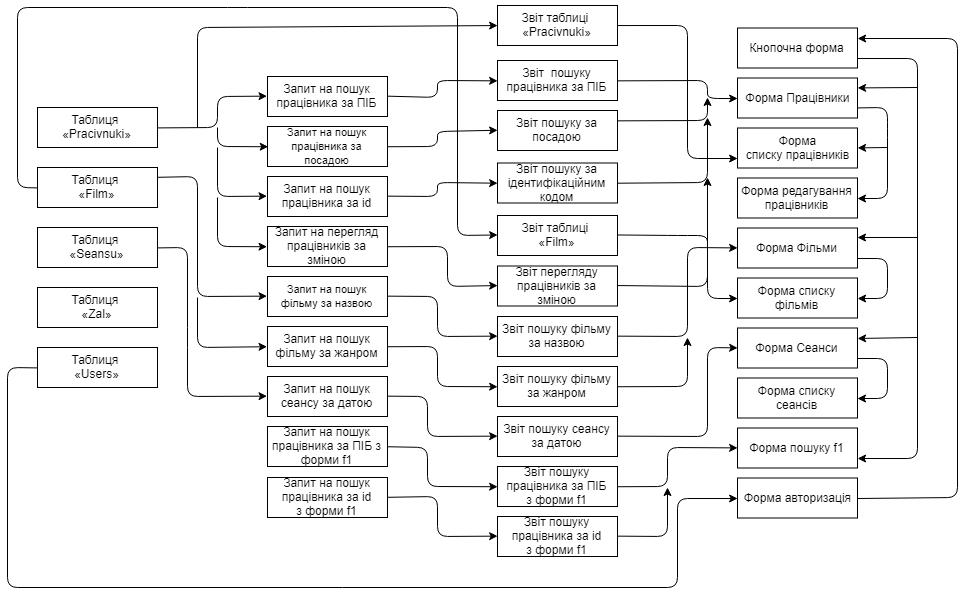 Таблиця
«Pracivnuki»
Таблиця
«Film»
Таблиця
«Seansu»
Таблиця
«Zal»
Таблиця
«Users»
Запит на пошук
працівника за ПІБ
Запит на пошук
працівника за
посадою
Запит на пошук
працівника за id
Запит на перегляд
працівників за
зміною
Запит на пошук
фільму за назвою
Запит на пошук
фільму за жанром
Запит на пошук
сеансу за датою
Запит на пошук
працівника за ПІБ з
форми f1
Запит на пошук
працівника за id
з форми f1
Звіт таблиці
«Pracivnuki»
Звіт пошуку
працівника за ПІБ
Звіт пошуку за
посадою
Звіт пошуку за
ідентифікаційним
кодом
Звіт таблиці
«Film»
Звіт перегляду
працівників за
зміною
Звіт пошуку фільму
за назвою
Звіт пошуку фільму
за жанром
Звіт пошуку сеансу
за датою
Звіт пошуку
працівника за ПІБ
з форми f1
Звіт пошуку
працівника за id
з форми f1
Кнопочна форма
Форма Працівники
Форма
списку працівників
Форма редагування
працівників
Форма Фільми
Форма списку
фільмів
Форма Сеанси
Форма списку
сеансів
Форма пошуку f1
Форма авторизація